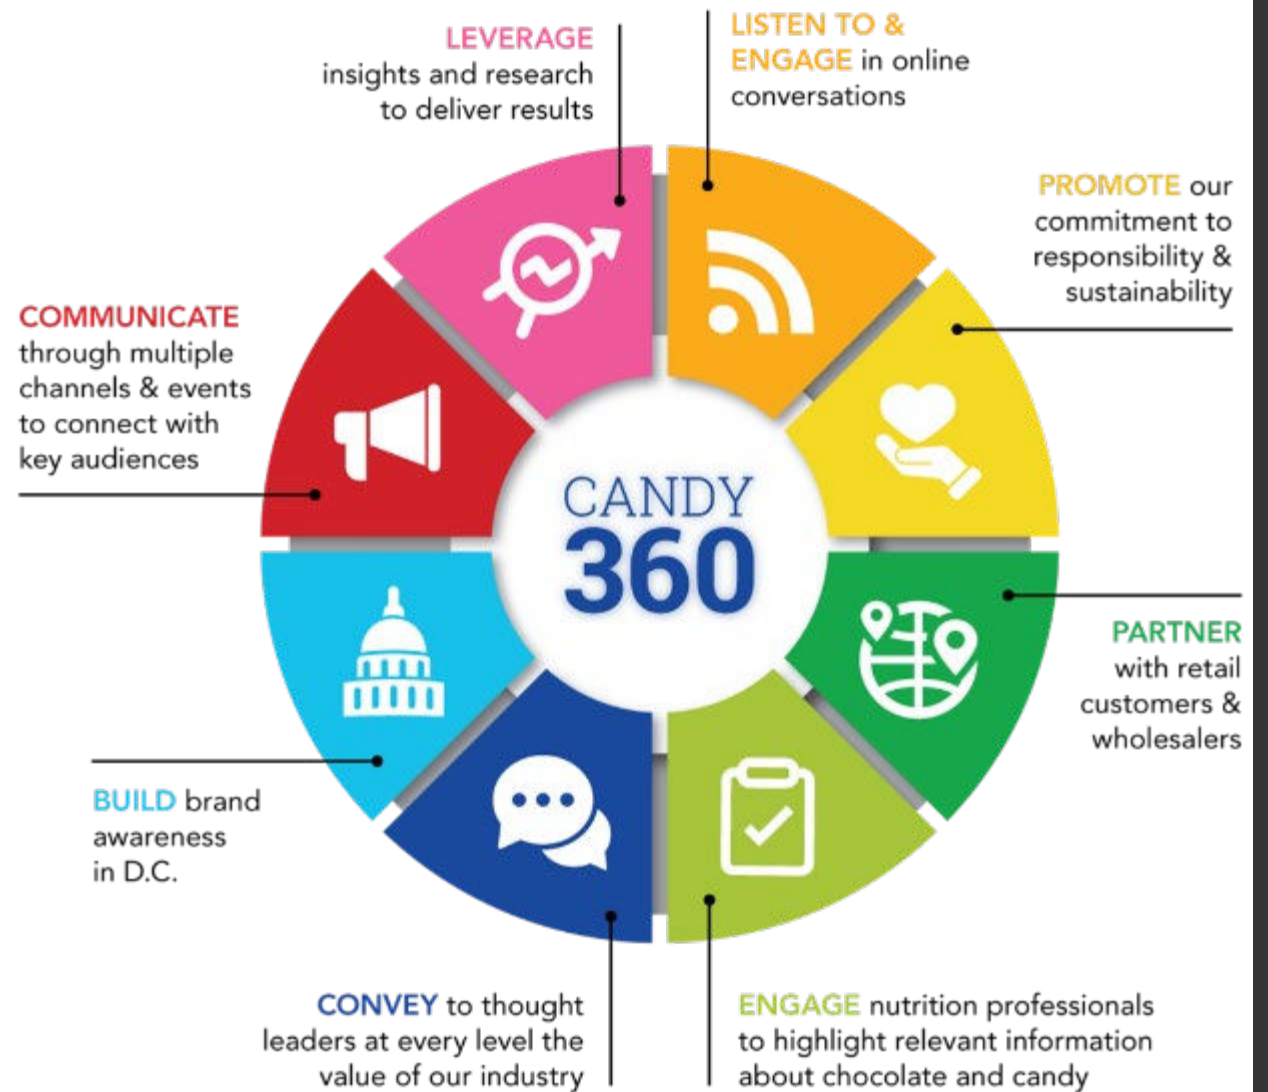 LEVERAGE
insights and research
to deliver results
LISTEN TO &
ENGAGE in online
conversations
PROMOTE our
commitment to
responsibility &
sustainability
PARTNER
with retail
customers &
wholesalers
ENGAGE nutrition professionals
to highlight relevant information
about chocolate and candy
CONVEY to thought
leaders at every level the
value of our industry
BUILD brand
awareness
in D.C.
COMMUNICATE
through multiple
channels & events
to connect with
key audiences
CANDY
360